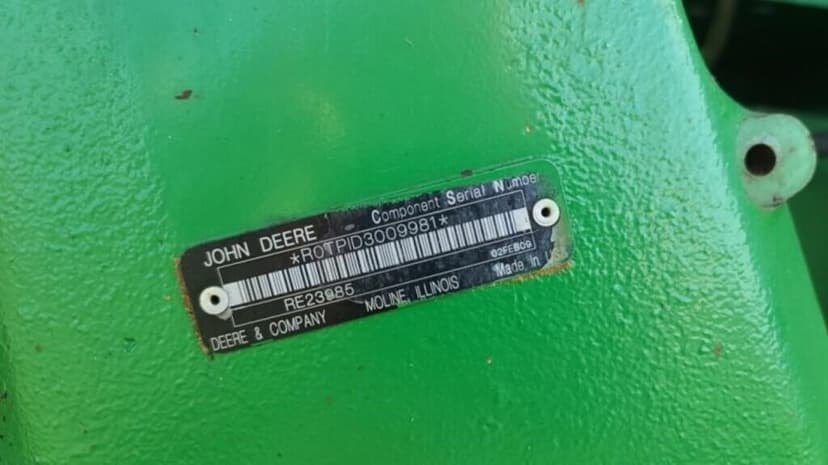 JOHN DEERE Component Serial Number
*R0TPID3009981*
RE23985 02FEB09
DEERE & COMPANY MOLINE, ILLINOIS Made in